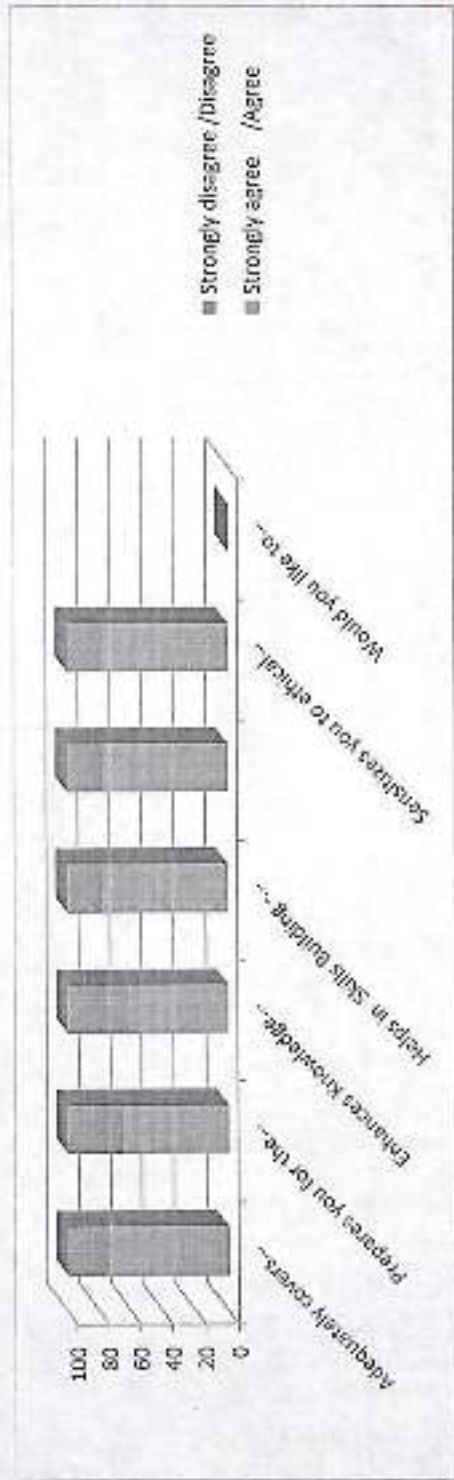 100
80
60
40
20
0
Adequately covers...
Prepares you for the...
Enhances Knowledge...
Helps in Skills Building ...
Sensitizes you to ethical...
Would you like to...
Strongly disagree /Disagree
Strongly agree /Agree